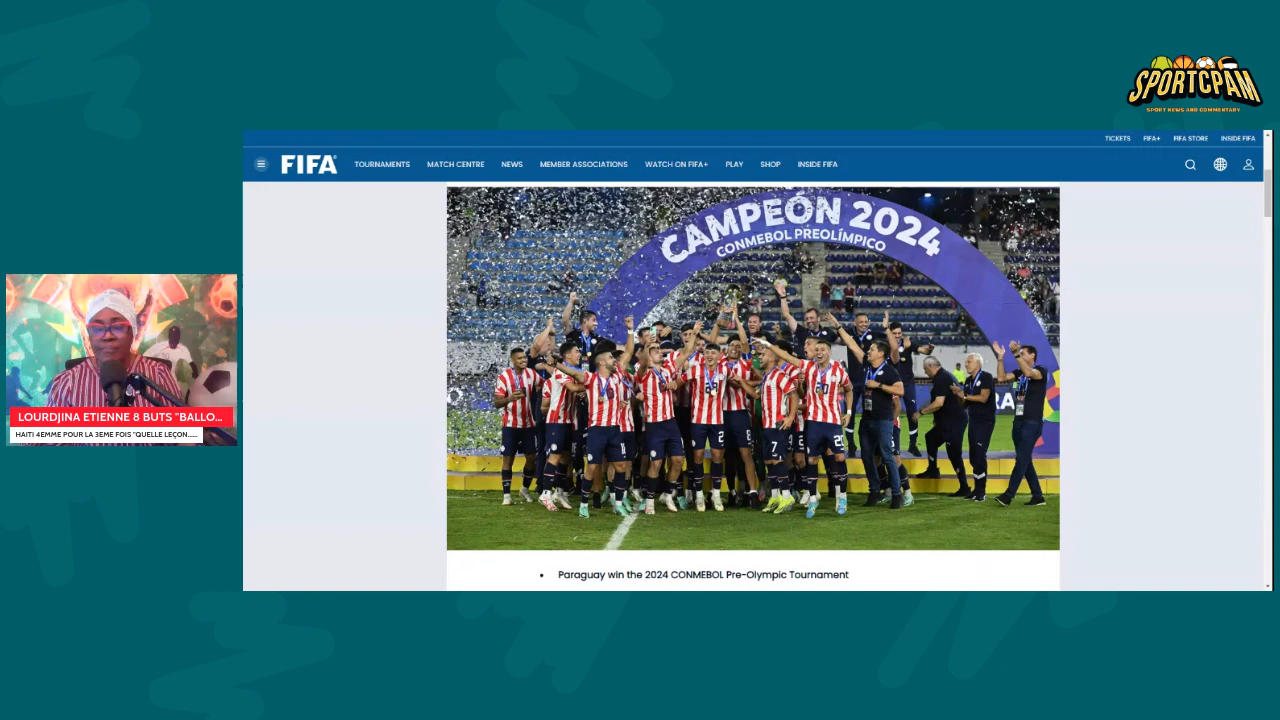 SPORTCPAM
SPORT NEWS AND COMMENTARY
TICKETS FIFA+ FIFA STORE INSIDE FIFA
FIFA TOURNAMENTS MATCH CENTRE NEWS MEMBER ASSOCIATIONS WATCH ON FIFA+ PLAY SHOP INSIDE FIFA
CAMPEÓN 2024
CONMEBOL PREOLÍMPICO
LOURDJINA ETIENNE 8 BUTS "BALLO...
HAITI 4EMME POUR LA 3EME FOIS "QUELLE LEÇON......
• Paraguay win the 2024 CONMEBOL Pre-Olympic Tournament